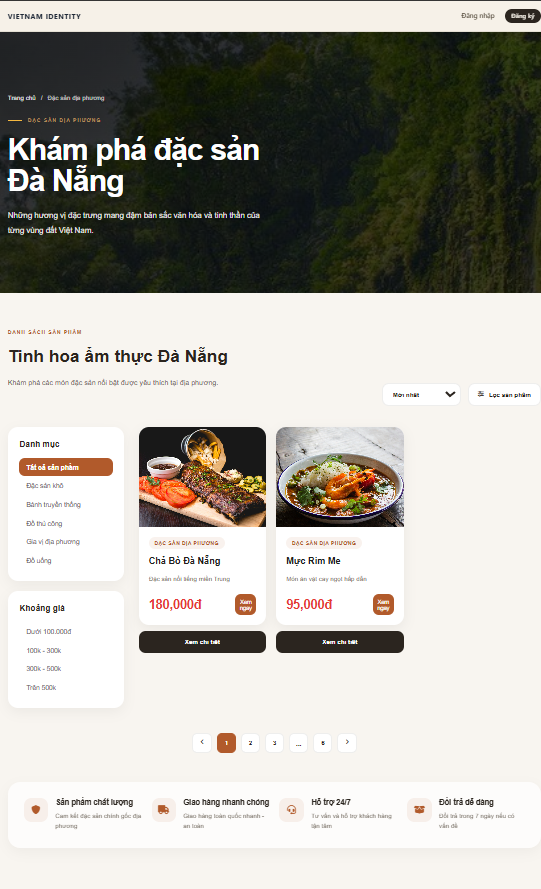 VIETNAM IDENTITY
Đăng nhập
Đăng ký
Trang chủ / Đặc sản địa phương
ĐẶC SẢN ĐỊA PHƯƠNG
Khám phá đặc sản
Đà Nẵng
Những hương vị đặc trưng mang đậm bản sắc văn hóa và tinh thần của
từng vùng đất Việt Nam.
DANH SÁCH SẢN PHẨM
Tinh hoa ẩm thực Đà Nẵng
Khám phá các món đặc sản nổi bật được yêu thích tại địa phương.
Mới nhất
Lọc sản phẩm
Danh mục
Tất cả sản phẩm
Đặc sản khô
Bánh truyền thống
Đồ thủ công
Gia vị địa phương
Đồ uống
Khoảng giá
Dưới 100.000đ
100k - 300k
300k - 500k
Trên 500k
ĐẶC SẢN ĐỊA PHƯƠNG
Chả Bò Đà Nẵng
Đặc sản nổi tiếng miền Trung
180,000đ
Xem
ngay
Xem chi tiết
ĐẶC SẢN ĐỊA PHƯƠNG
Mực Rim Me
Món ăn vặt cay ngọt hấp dẫn
95,000đ
Xem
ngay
Xem chi tiết
‹ 1 2 3 ... 6 ›
Sản phẩm chất lượng
Cam kết đặc sản chính gốc địa
phương
Giao hàng nhanh chóng
Giao hàng toàn quốc nhanh -
an toàn
Hỗ trợ 24/7
Tư vấn và hỗ trợ khách hàng
tận tâm
Đổi trả dễ dàng
Đổi trả trong 7 ngày nếu có
vấn đề